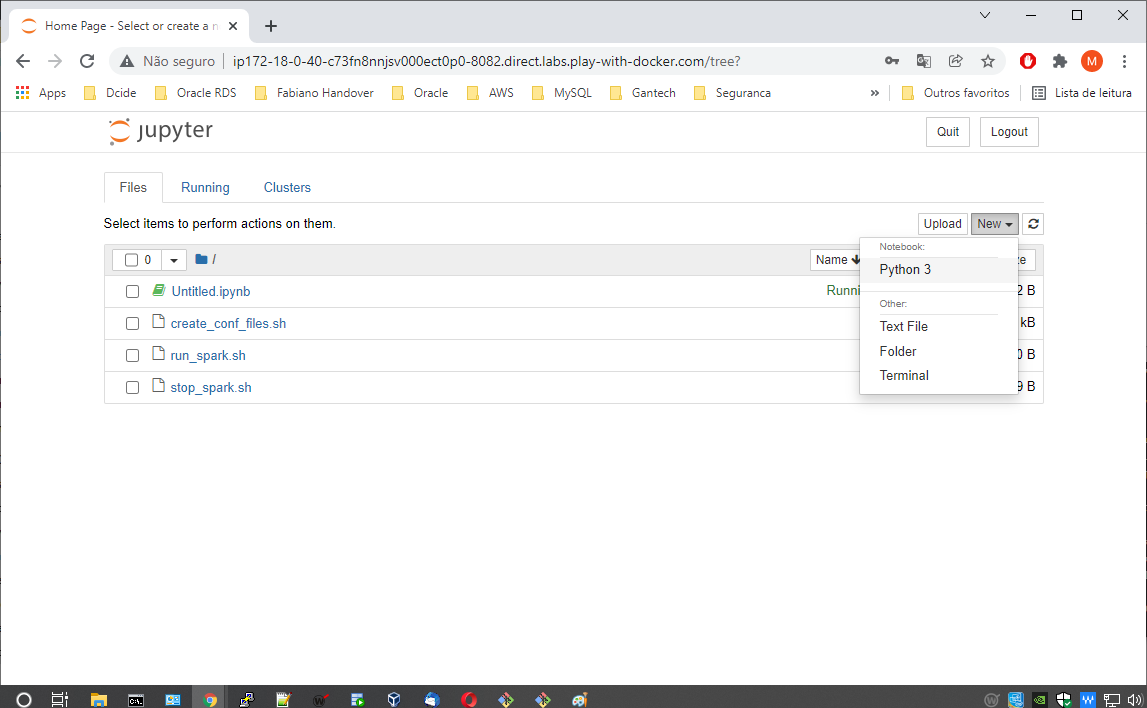 Home Page - Select or create a n
Não seguro
ip172-18-0-40-c73fn8nnjsv000ect0p0-8082.direct.labs.play-with-docker.com/tree?
M
Apps
Dcide
Oracle RDS
Fabiano Handover
Oracle
AWS
MySQL
Gantech
Seguranca
»
Outros favoritos
Lista de leitura
jupyter
Quit
Logout
Files
Running
Clusters
Select items to perform actions on them.
Upload
New
0
/
Name
ze
Notebook:
Python 3
Other:
Text File
Folder
Terminal
Untitled.ipynb
Runni
2 B
create_conf_files.sh
kB
run_spark.sh
0 B
stop_spark.sh
9 B